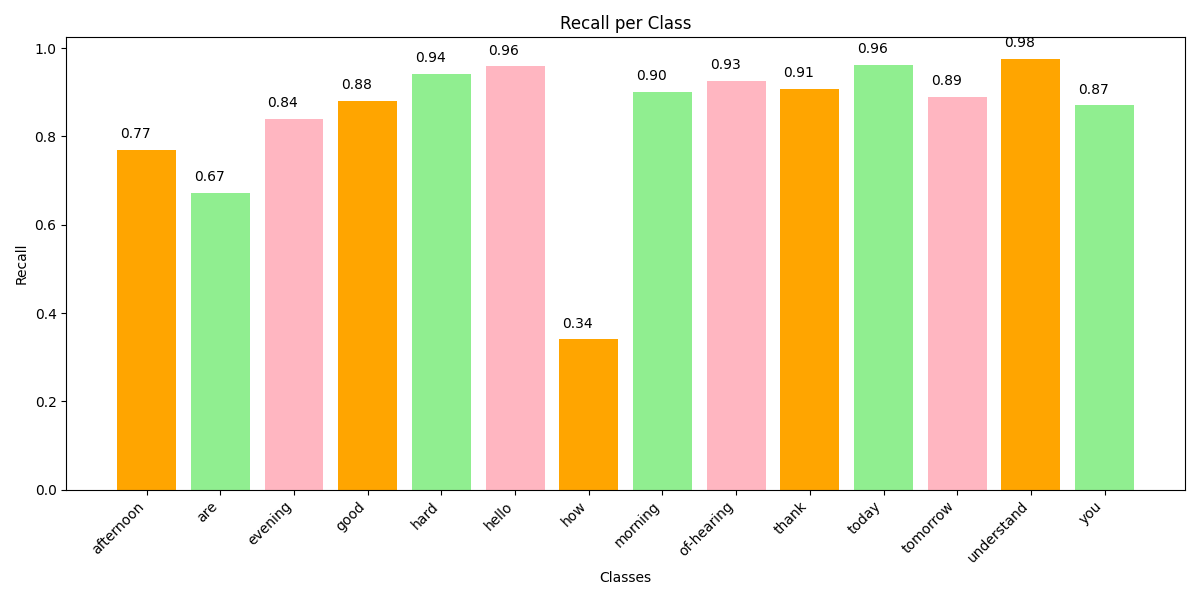 Recall per Class
1.0
0.8
0.6
0.4
0.2
0.0
Recall
0.77
0.67
0.84
0.88
0.94
0.96
0.34
0.90
0.93
0.91
0.96
0.89
0.98
0.87
afternoon
are
evening
good
hard
hello
how
morning
of-hearing
thank
today
tomorrow
understand
you
Classes